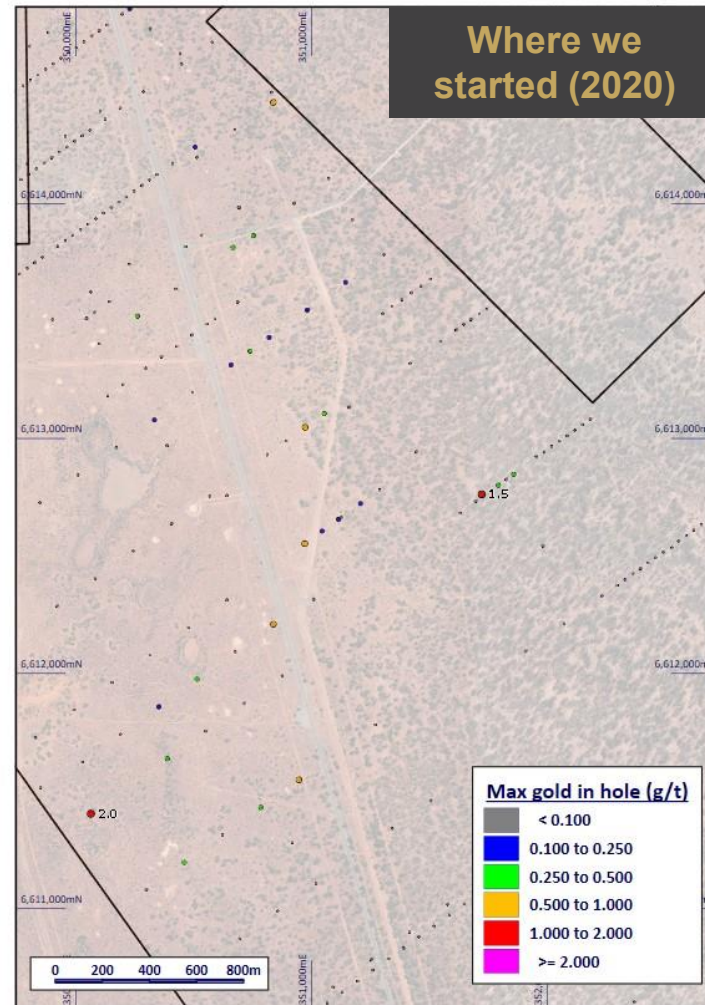 Where we
started (2020)
350,000mE
351,000mE
6,614,000mN
6,614,000mN
6,613,000mN
6,613,000mN
1.5
6,612,000mN
6,612,000mN
2.0
6,611,000mN
Max gold in hole (g/t)
< 0.100
0.100 to 0.250
0.250 to 0.500
0.500 to 1.000
1.000 to 2.000
>= 2.000
0 200 400 600 800m
351,000mE